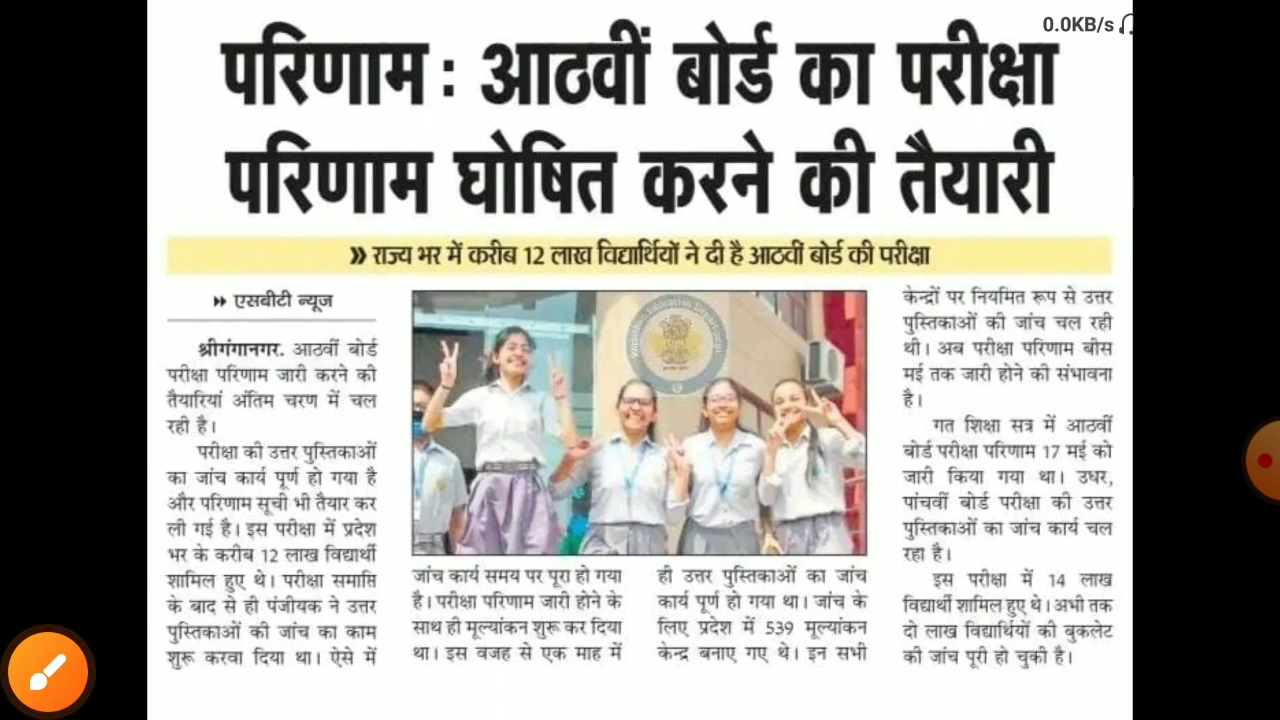 0.0KB/s
परिणाम : आठवीं बोर्ड का परीक्षा
परिणाम घोषित करने की तैयारी
» राज्य भर में करीब 12 लाख विद्यार्थियों ने दी है आठवीं बोर्ड की परीक्षा
एसबीटी न्यूज
श्रीगंगानगर. आठवीं बोर्ड
परीक्षा परिणाम जारी करने की
तैयारियां अंतिम चरण में चल
रही है।
परीक्षा की उत्तर पुस्तिकाओं
का जांच कार्य पूर्ण हो गया है
और परिणाम सूची भी तैयार कर
ली गई है। इस परीक्षा में प्रदेश
भर के करीब 12 लाख विद्यार्थी
शामिल हुए थे। परीक्षा समाप्ति
के बाद से ही पंजीयक ने उत्तर
पुस्तिकाओं की जांच का काम
शुरू करवा दिया था। ऐसे में
जांच कार्य समय पर पूरा हो गया
है। परीक्षा परिणाम जारी होने के
साथ ही मूल्यांकन शुरू कर दिया
था। इस वजह से एक माह में
ही उत्तर पुस्तिकाओं का जांच
कार्य पूर्ण हो गया था। जांच के
लिए प्रदेश में 539 मूल्यांकन
केन्द्र बनाए गए थे। इन सभी
केन्द्रों पर नियमित रूप से उत्तर
पुस्तिकाओं की जांच चल रही
थी। अब परीक्षा परिणाम बीस
मई तक जारी होने की संभावना
है।
गत शिक्षा सत्र में आठवीं
बोर्ड परीक्षा परिणाम 17 मई को
जारी किया गया था। उधर,
पांचवीं बोर्ड परीक्षा की उत्तर
पुस्तिकाओं का जांच कार्य चल
रहा है।
इस परीक्षा में 14 लाख
विद्यार्थी शामिल हुए थे। अभी तक
दो लाख विद्यार्थियों की बुकलेट
की जांच पूरी हो चुकी है।